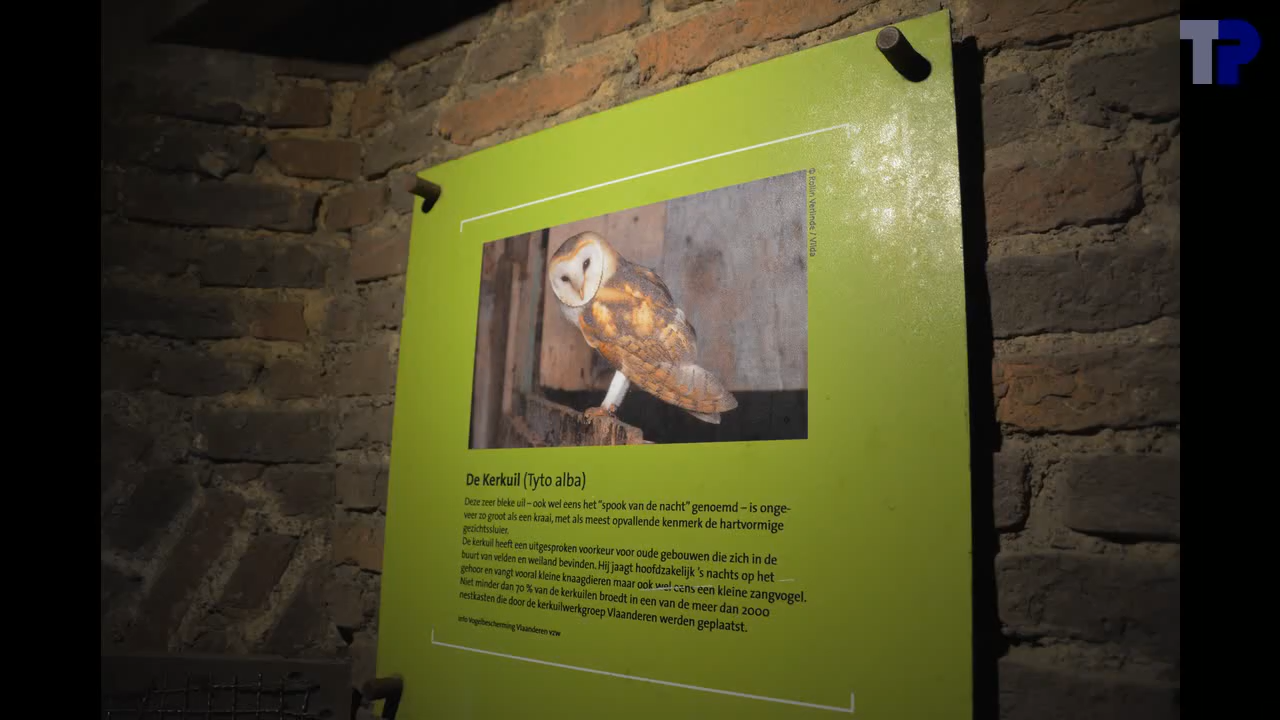 TP
© Rollin Verlinde / Vilda
De Kerkuil (Tyto alba)
Deze zeer bleke uil – ook wel eens het "spook van de nacht" genoemd – is onge-
veer zo groot als een kraai, met als meest opvallende kenmerk de hartvormige
gezichtssluier.
De kerkuil heeft een uitgesproken voorkeur voor oude gebouwen die zich in de
buurt van velden en weiland bevinden. Hij jaagt hoofdzakelijk 's nachts op het
gehoor en vangt vooral kleine knaagdieren maar ook wel eens een kleine zangvogel.
Niet minder dan 70 % van de kerkuilen broedt in een van de meer dan 2000
nestkasten die door de kerkuilwerkgroep Vlaanderen werden geplaatst.
info Vogelbescherming Vlaanderen vzw